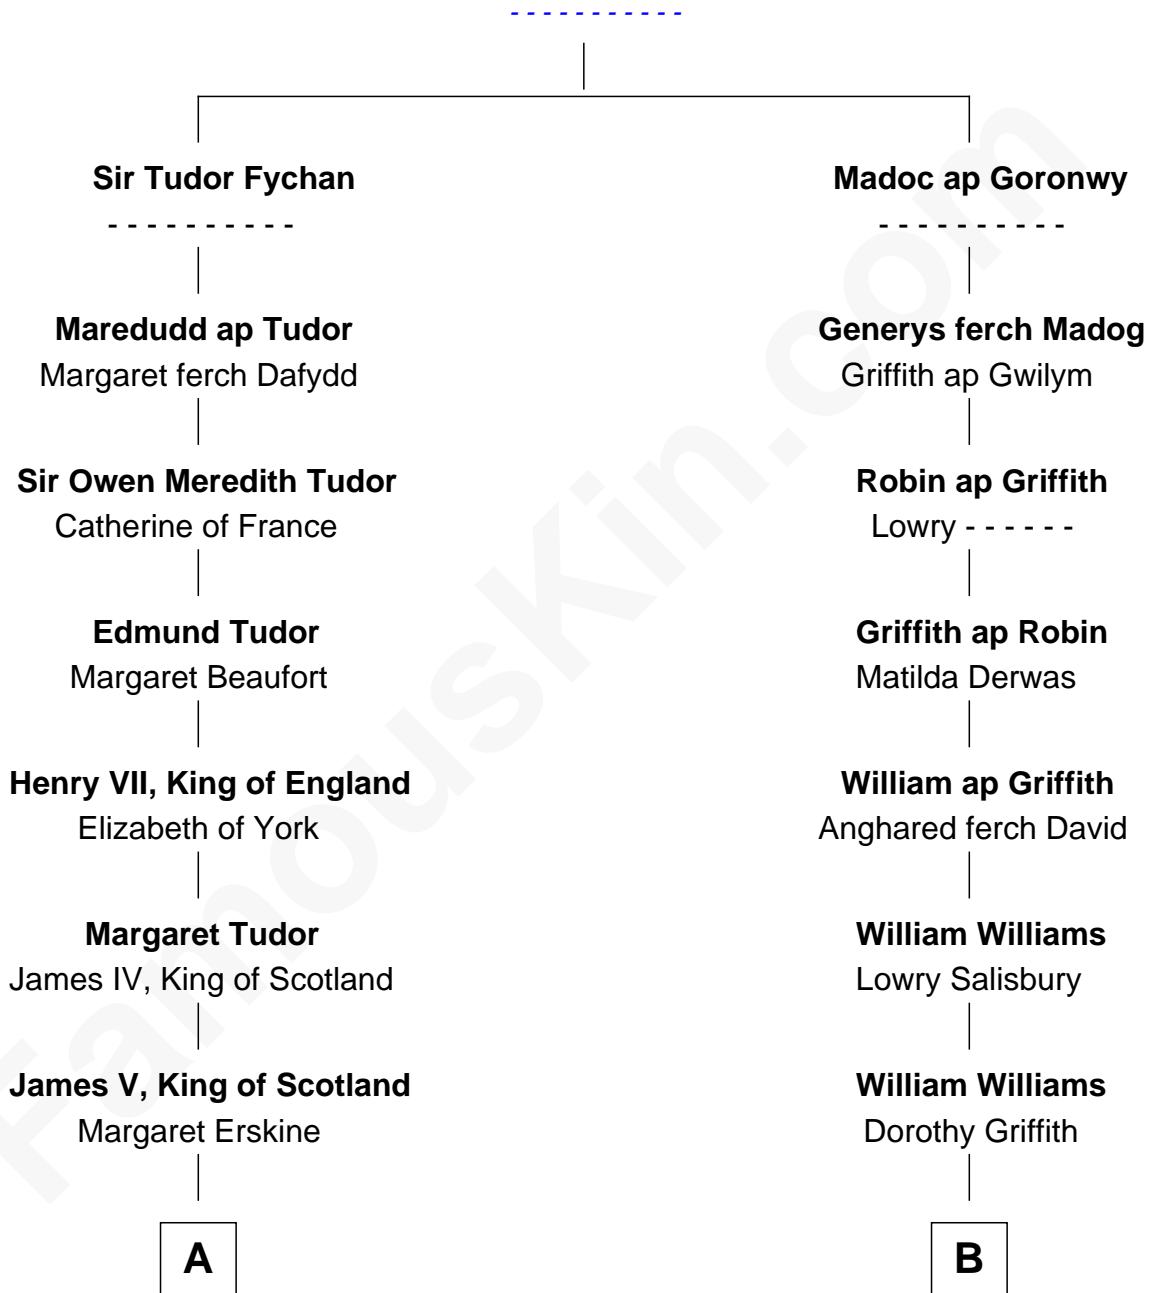 - - - - - - - - - - -
Sir Tudor Fychan
- - - - - - - - - -
Maredudd ap Tudor
Margaret ferch Dafydd
Sir Owen Meredith Tudor
Catherine of France
Edmund Tudor
Margaret Beaufort
Henry VII, King of England
Elizabeth of York
Margaret Tudor
James IV, King of Scotland
James V, King of Scotland
Margaret Erskine
A
Madoc ap Goronwy
- - - - - - - - - -
Generys ferch Madog
Griffith ap Gwilym
Robin ap Griffith
Lowry - - - - - -
Griffith ap Robin
Matilda Derwas
William ap Griffith
Anghared ferch David
William Williams
Lowry Salisbury
William Williams
Dorothy Griffith
B
FamousKin.com